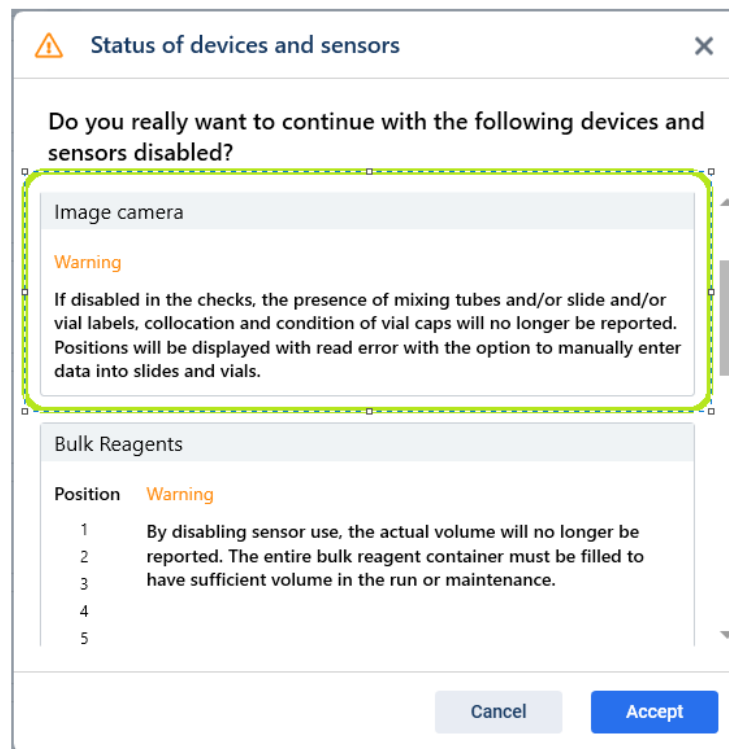 Status of devices and sensors
Do you really want to continue with the following devices and
sensors disabled?
Image camera
Warning
If disabled in the checks, the presence of mixing tubes and/or slide and/or
vial labels, collocation and condition of vial caps will no longer be reported.
Positions will be displayed with read error with the option to manually enter
data into slides and vials.
Bulk Reagents
Position Warning
1
By disabling sensor use, the actual volume will no longer be
2
reported. The entire bulk reagent container must be filled to
3
have sufficient volume in the run or maintenance.
4
5
Cancel Accept